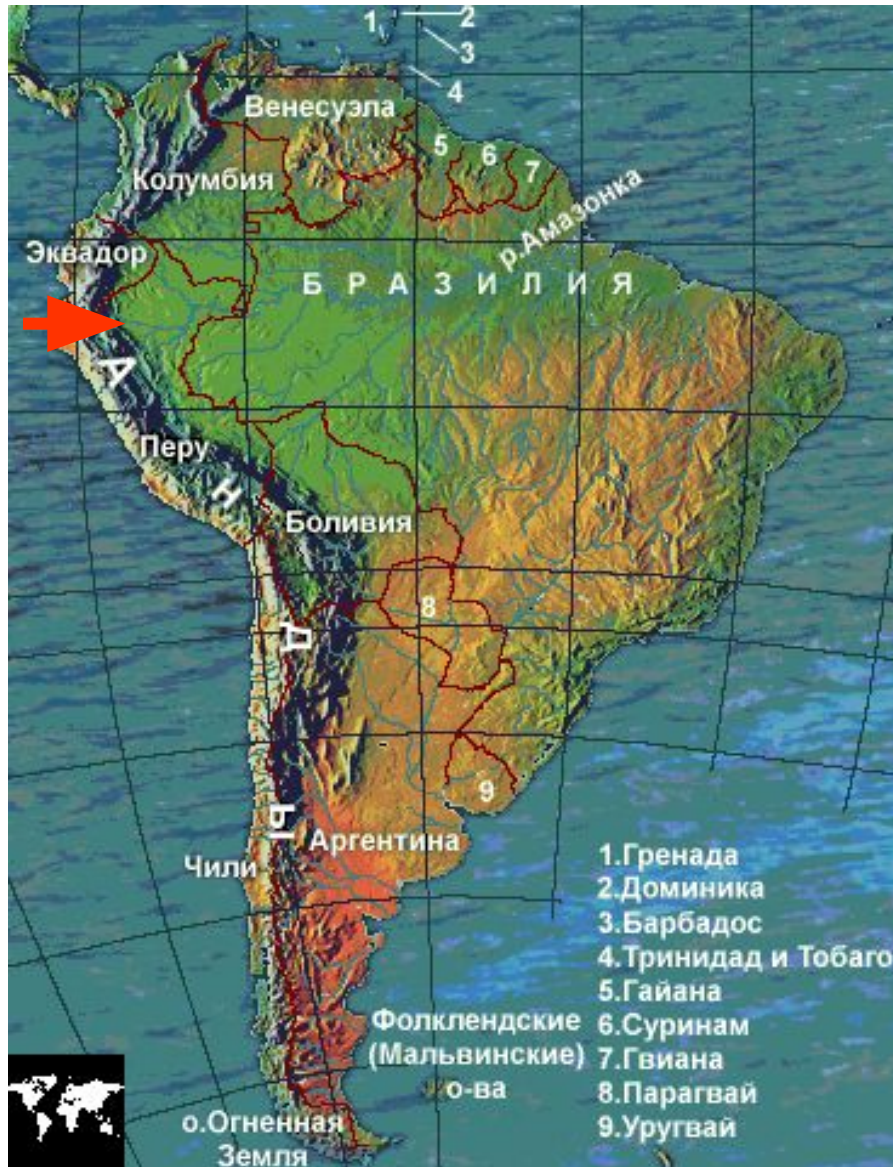 1
2
3
4
Венесуэла
5
6
7
Колумбия
р.Амазонка
Эквадор
БРАЗИЛИЯ
АНДЫ
Перу
Боливия
8
9
Аргентина
Чили
1.Гренада
2.Доминика
3.Барбадос
4.Тринидад и Тобаго
5.Гайана
6.Суринам
7.Гвиана
8.Парагвай
9.Уругвай
Фолклендские
(Мальвинские)
о-ва
о.Огненная
Земля